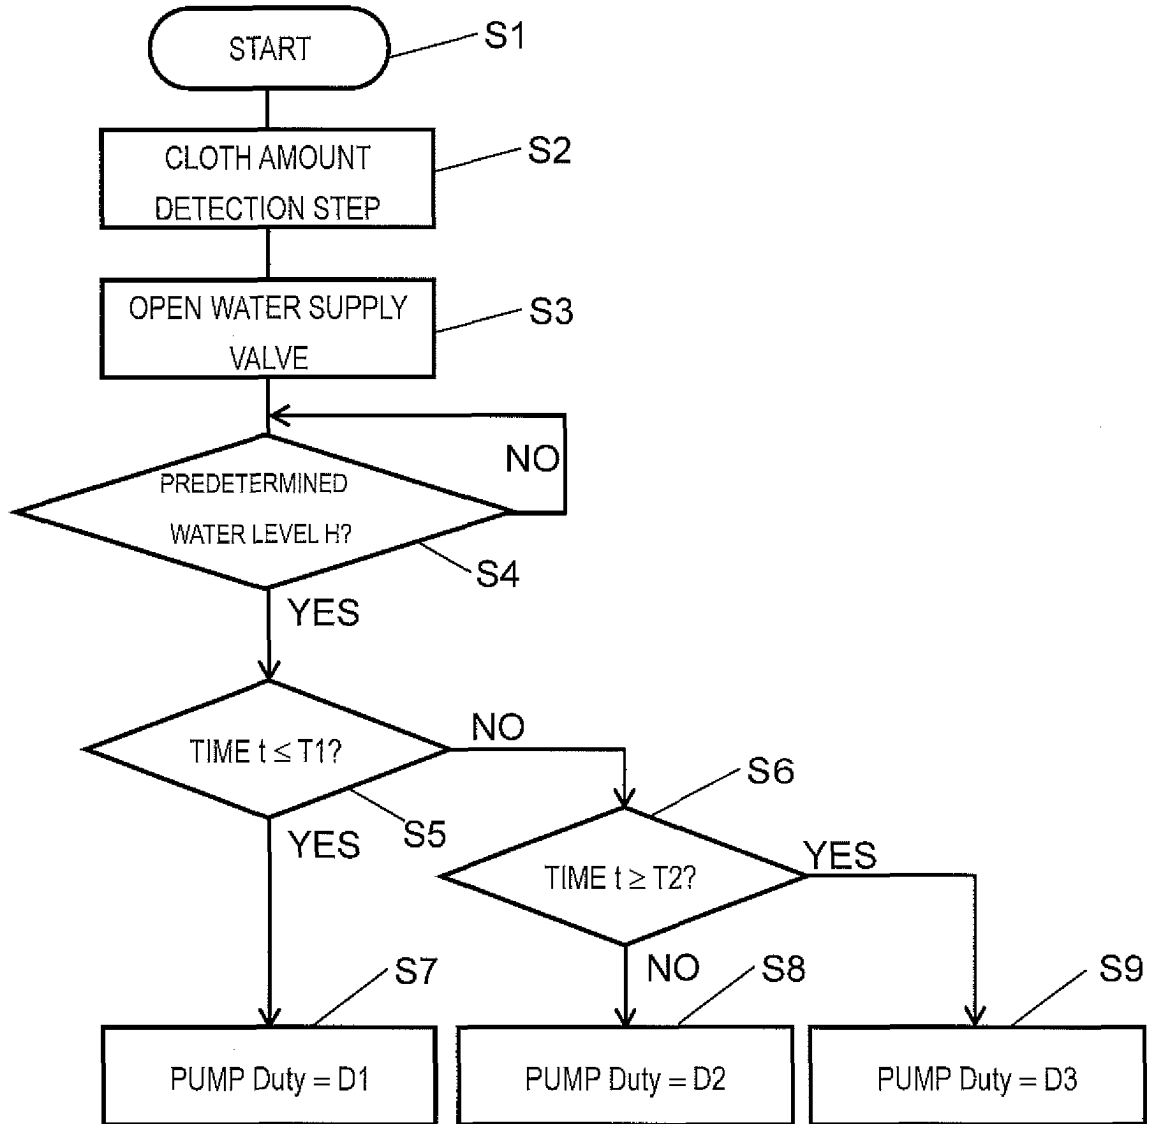 START
S1
CLOTH AMOUNT
DETECTION STEP
S2
OPEN WATER SUPPLY
VALVE
S3
NO
PREDETERMINED
WATER LEVEL H?
S4
YES
TIME t ≤ T1?
NO
S5
YES
S6
TIME t ≥ T2?
YES
NO
S7
S8
S9
PUMP Duty = D1
PUMP Duty = D2
PUMP Duty = D3